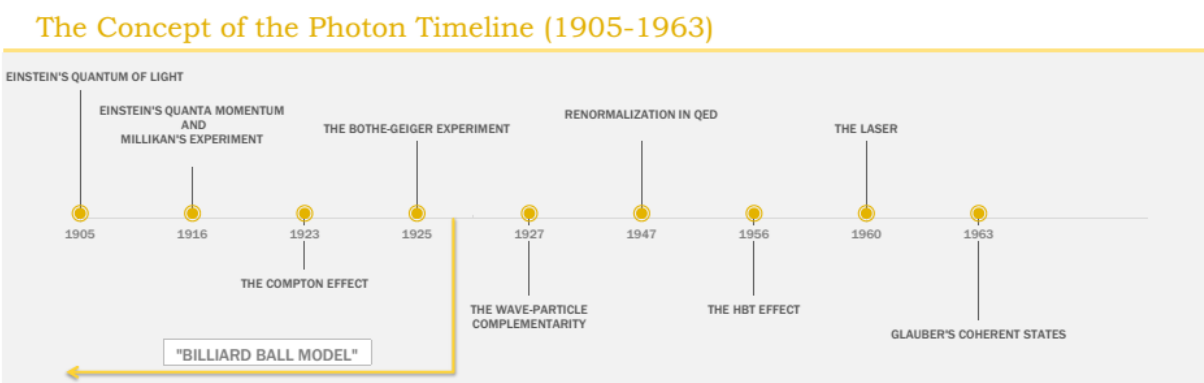 The Concept of the Photon Timeline (1905-1963)
EINSTEIN'S QUANTUM OF LIGHT
EINSTEIN'S QUANTA MOMENTUM
AND
MILLIKAN'S EXPERIMENT
THE BOTHE-GEIGER EXPERIMENT
RENORMALIZATION IN QED
THE LASER
1905
1916
1923
1925
1927
1947
1956
1960
1963
THE COMPTON EFFECT
THE WAVE-PARTICLE
COMPLEMENTARITY
THE HBT EFFECT
GLAUBER'S COHERENT STATES
"BILLIARD BALL MODEL"